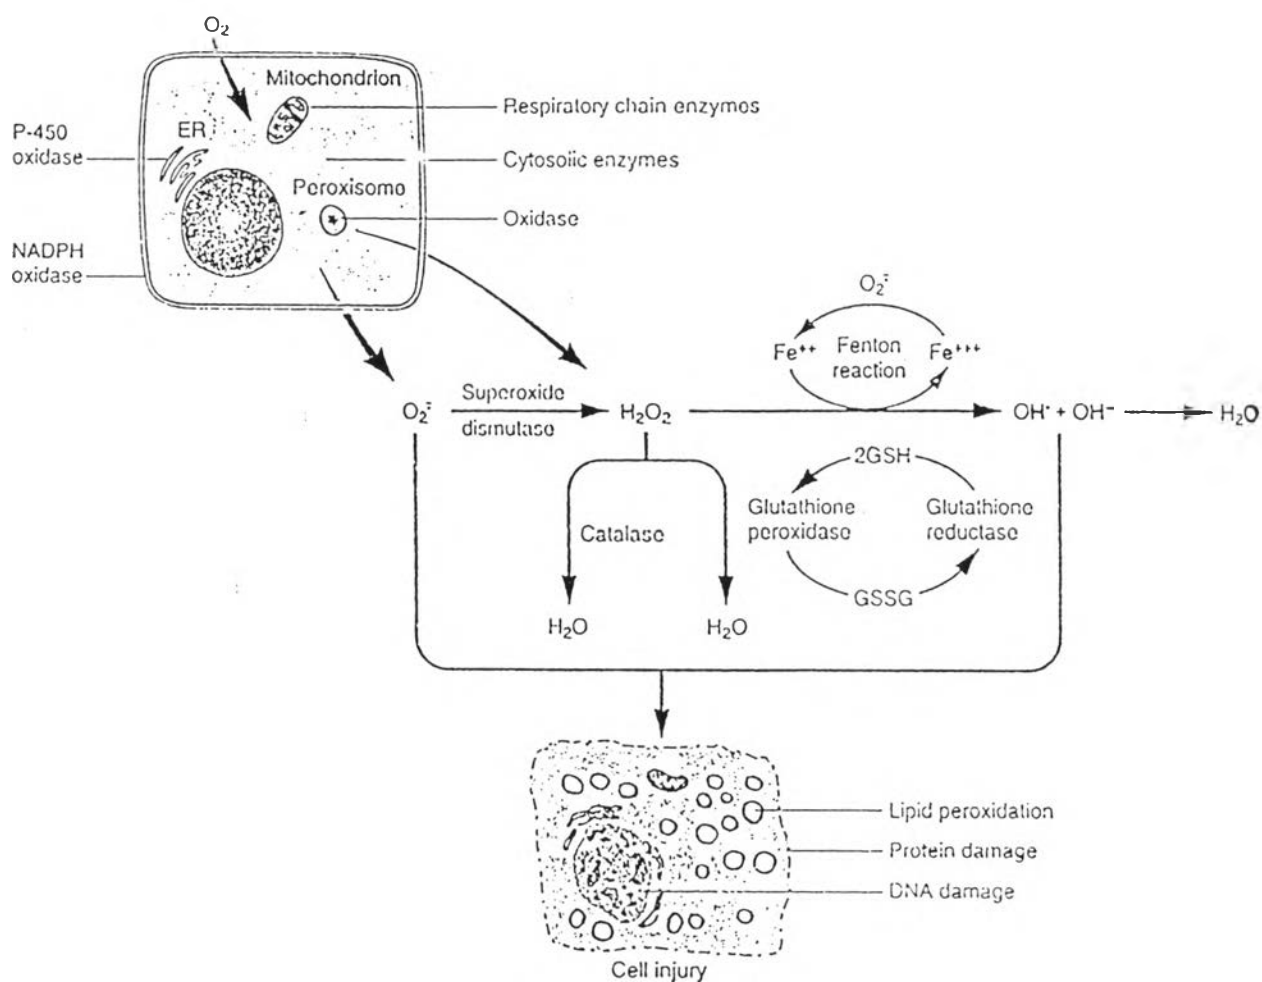 O₂
Mitochondrion
Respiratory chain enzymes
P-450
oxidase
ER
Cytosolic enzymes
Peroxisome
Oxidase
NADPH
oxidase
O₂⁻̇
Fe⁺⁺
Fenton
reaction
Fe⁺⁺⁺
O₂⁻̇
Superoxide
dismutase
H₂O₂
OH˙ + OH⁻
H₂O
2GSH
Glutathione
peroxidase
Glutathione
reductase
Catalase
GSSG
H₂O
H₂O
Lipid peroxidation
Protein damage
DNA damage
Cell injury